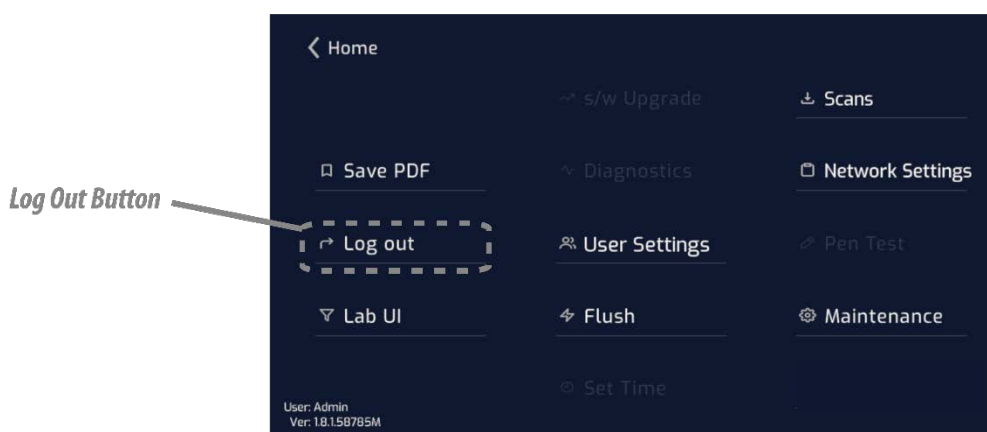 Home
s/w Upgrade
Scans
Save PDF
Diagnostics
Network Settings
Log Out Button
Log out
User Settings
Pen Test
Lab UI
Flush
Maintenance
Set Time
User: Admin
Ver: 1.8.1.58785M